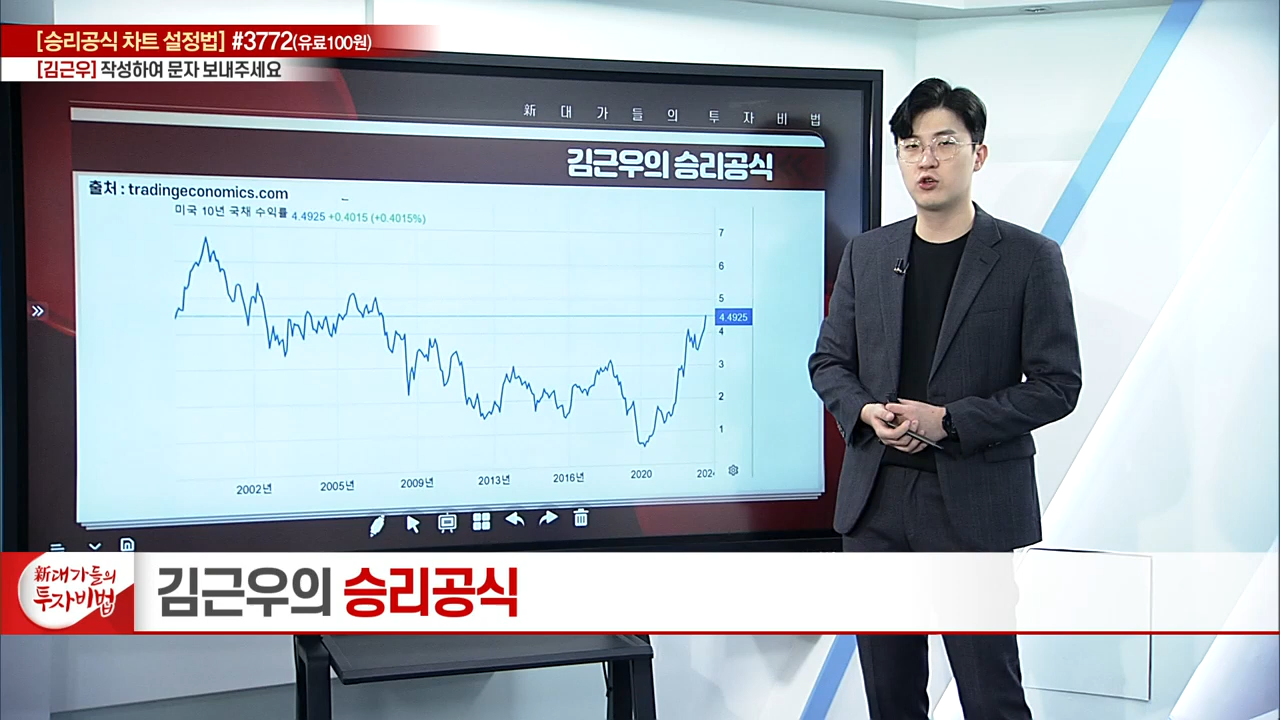 [승리공식 차트 설정법] #3772(유료100원)
[김근우] 작성하여 문자 보내주세요
新 대 가 들 의 투 자 비 법
김근우의 승리공식
출처 : tradingeconomics.com
미국 10년 국채 수익률 4.4925 +0.4015 (+0.4015%)
7
6
5
4.4925
4
3
2
1
2002년 2005년 2009년 2013년 2016년 2020 2024
新대가들의
투자비법
김근우의 승리공식